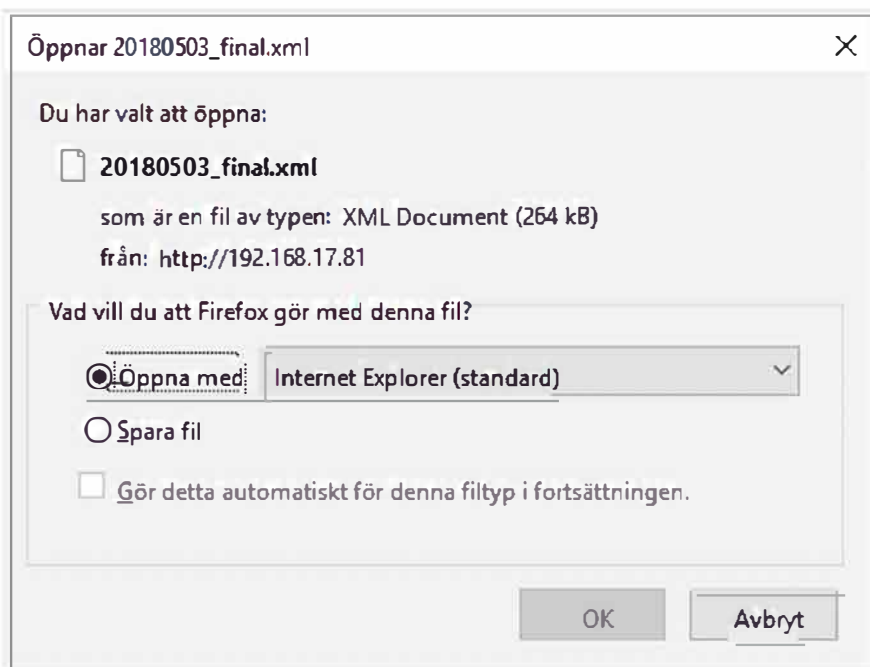 Öppnar 20180503_final.xml
Du har valt att öppna:
20180503_final.xml
som är en fil av typen: XML Document (264 kB)
från: http://192.168.17.81
Vad vill du att Firefox gör med denna fil?
Öppna med Internet Explorer (standard)
Spara fil
Gör detta automatiskt för denna filtyp i fortsättningen.
OK Avbryt